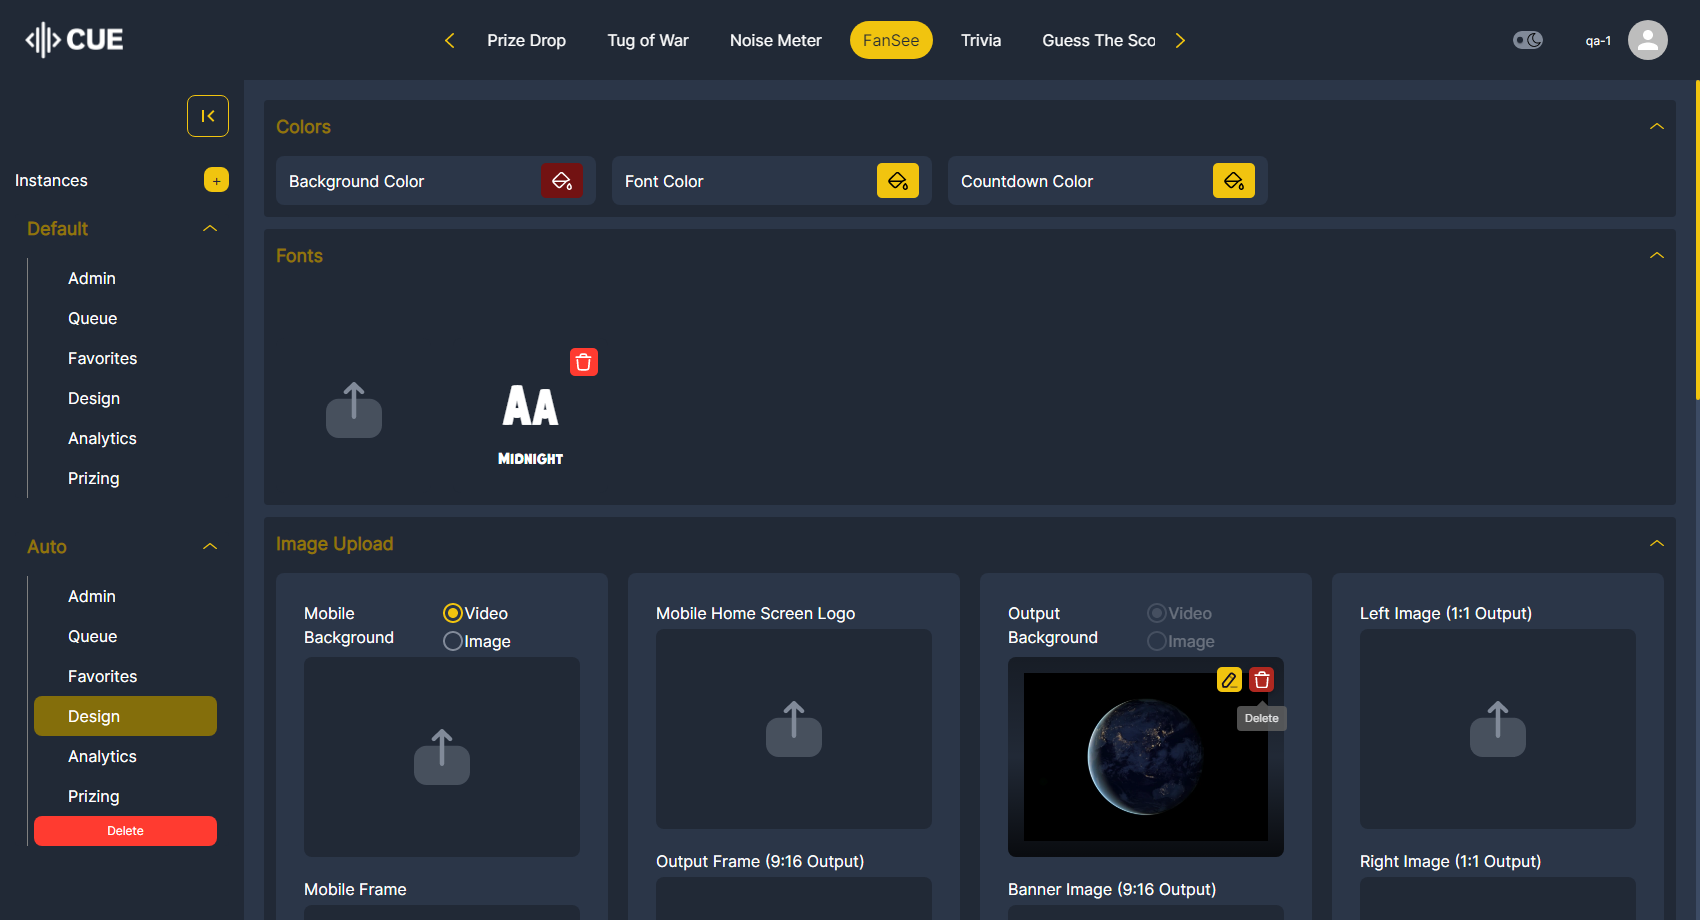 CUE
Prize Drop
Tug of War
Noise Meter
FanSee
Trivia
Guess The Sco
qa-1
Instances
+
Default
Admin
Queue
Favorites
Design
Analytics
Prizing
Auto
Admin
Queue
Favorites
Design
Analytics
Prizing
Delete
Colors
Background Color
Font Color
Countdown Color
Fonts
AA
MIDNIGHT
Image Upload
Mobile
Background
Video
Image
Mobile Frame
Mobile Home Screen Logo
Output Frame (9:16 Output)
Output
Background
Video
Image
Delete
Banner Image (9:16 Output)
Left Image (1:1 Output)
Right Image (1:1 Output)